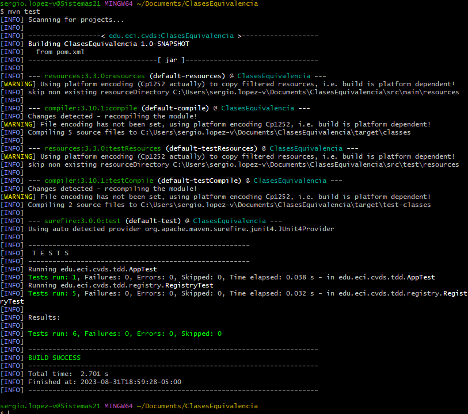 sergio.lopez-v@Sistemas21 MINGW64 ~/Documents/ClasesEquivalencia
$ mvn test
[INFO] Scanning for projects...
[INFO]
[INFO] ------------------< edu.eci.cvds:ClasesEquivalencia >-------------------
[INFO] Building ClasesEquivalencia 1.0-SNAPSHOT
[INFO]   from pom.xml
[INFO] --------------------------------[ jar ]---------------------------------
[INFO]
[INFO] --- resources:3.3.0:resources (default-resources) @ ClasesEquivalencia ---
[WARNING] Using platform encoding (Cp1252 actually) to copy filtered resources, i.e. build is platform dependent!
[INFO] skip non existing resourceDirectory C:\Users\sergio.lopez-v\Documents\ClasesEquivalencia\src\main\resources
[INFO]
[INFO] --- compiler:3.10.1:compile (default-compile) @ ClasesEquivalencia ---
[INFO] Changes detected - recompiling the module!
[WARNING] File encoding has not been set, using platform encoding Cp1252, i.e. build is platform dependent!
[INFO] Compiling 5 source files to C:\Users\sergio.lopez-v\Documents\ClasesEquivalencia\target\classes
[INFO]
[INFO] --- resources:3.3.0:testResources (default-testResources) @ ClasesEquivalencia ---
[WARNING] Using platform encoding (Cp1252 actually) to copy filtered resources, i.e. build is platform dependent!
[INFO] skip non existing resourceDirectory C:\Users\sergio.lopez-v\Documents\ClasesEquivalencia\src\test\resources
[INFO]
[INFO] --- compiler:3.10.1:testCompile (default-testCompile) @ ClasesEquivalencia ---
[INFO] Changes detected - recompiling the module!
[WARNING] File encoding has not been set, using platform encoding Cp1252, i.e. build is platform dependent!
[INFO] Compiling 2 source files to C:\Users\sergio.lopez-v\Documents\ClasesEquivalencia\target\test-classes
[INFO]
[INFO] --- surefire:3.0.0:test (default-test) @ ClasesEquivalencia ---
[INFO] Using auto detected provider org.apache.maven.surefire.junit4.JUnit4Provider
[INFO]
[INFO] -------------------------------------------------------
[INFO]  T E S T S
[INFO] -------------------------------------------------------
[INFO] Running edu.eci.cvds.tdd.AppTest
[INFO] Tests run: 1, Failures: 0, Errors: 0, Skipped: 0, Time elapsed: 0.038 s - in edu.eci.cvds.tdd.AppTest
[INFO] Running edu.eci.cvds.tdd.registry.RegistryTest
[INFO] Tests run: 5, Failures: 0, Errors: 0, Skipped: 0, Time elapsed: 0.032 s - in edu.eci.cvds.tdd.registry.Regist
ryTest
[INFO]
[INFO] Results:
[INFO]
[INFO] Tests run: 6, Failures: 0, Errors: 0, Skipped: 0
[INFO]
[INFO] ------------------------------------------------------------------------
[INFO] BUILD SUCCESS
[INFO] ------------------------------------------------------------------------
[INFO] Total time:  2.701 s
[INFO] Finished at: 2023-08-31T18:59:28-05:00
[INFO] ------------------------------------------------------------------------
sergio.lopez-v@Sistemas21 MINGW64 ~/Documents/ClasesEquivalencia